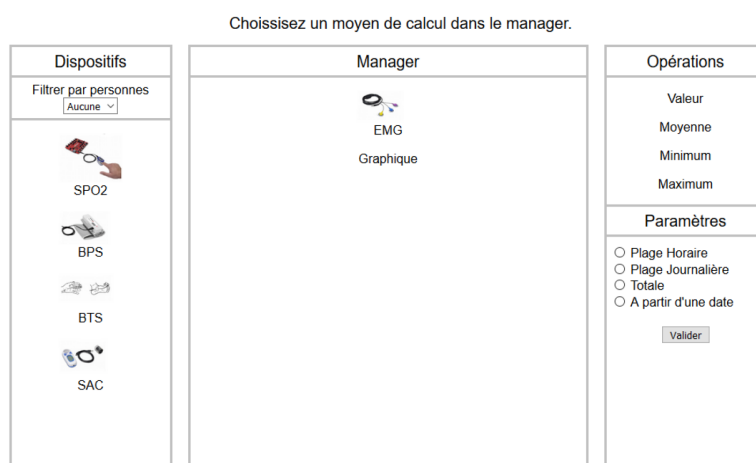 Choissisez un moyen de calcul dans le manager.
Dispositifs
Filtrer par personnes
Aucune
SPO2
BPS
BTS
SAC
Manager
EMG
Graphique
Opérations
Valeur
Moyenne
Minimum
Maximum
Paramètres
Plage Horaire
Plage Journalière
Totale
A partir d'une date
Valider